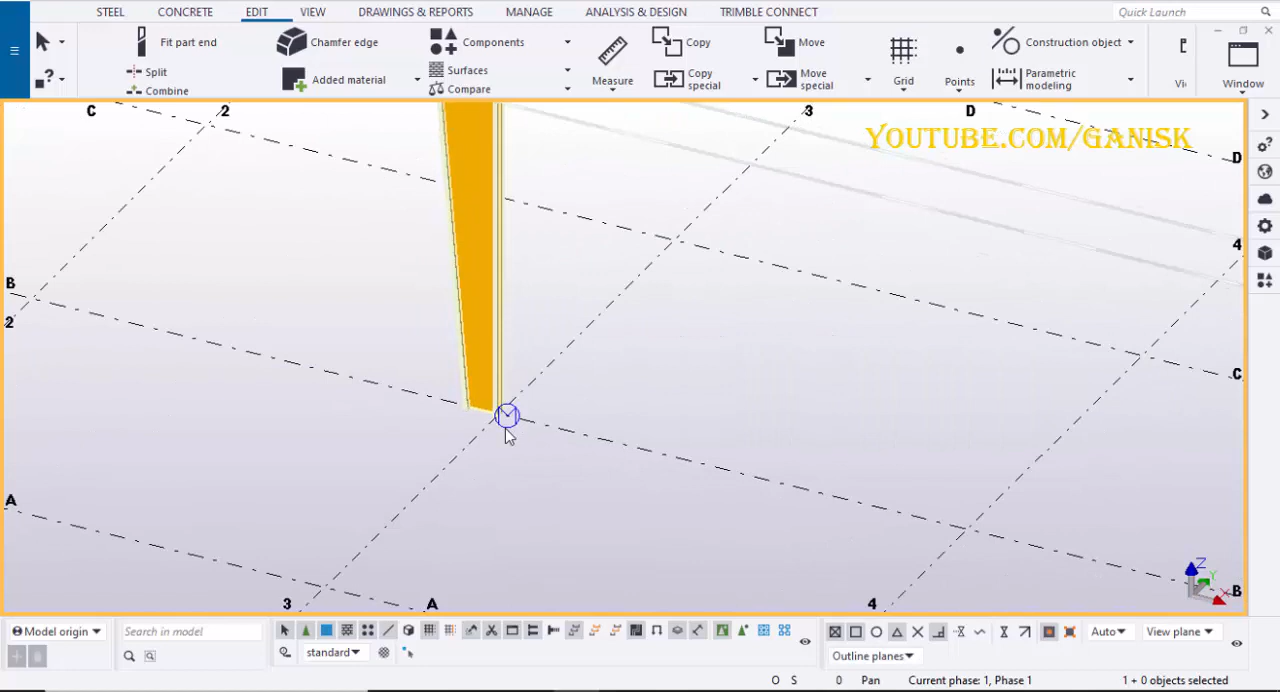 STEEL CONCRETE EDIT VIEW DRAWINGS & REPORTS MANAGE ANALYSIS & DESIGN TRIMBLE CONNECT Quick Launch
Fit part end Chamfer edge Components Copy Move Construction object
Split Added material Surfaces Measure Copy special Move special Grid Points Parametric modeling Vi Window
Combine Compare
C 2 3 D
YOUTUBE.COM/GANISK
D
4
B
2
C
A
B
3 A 4
Z
Y
X
Model origin Search in model Auto View plane
standard Outline planes
O S 0 Pan Current phase: 1, Phase 1 1 + 0 objects selected